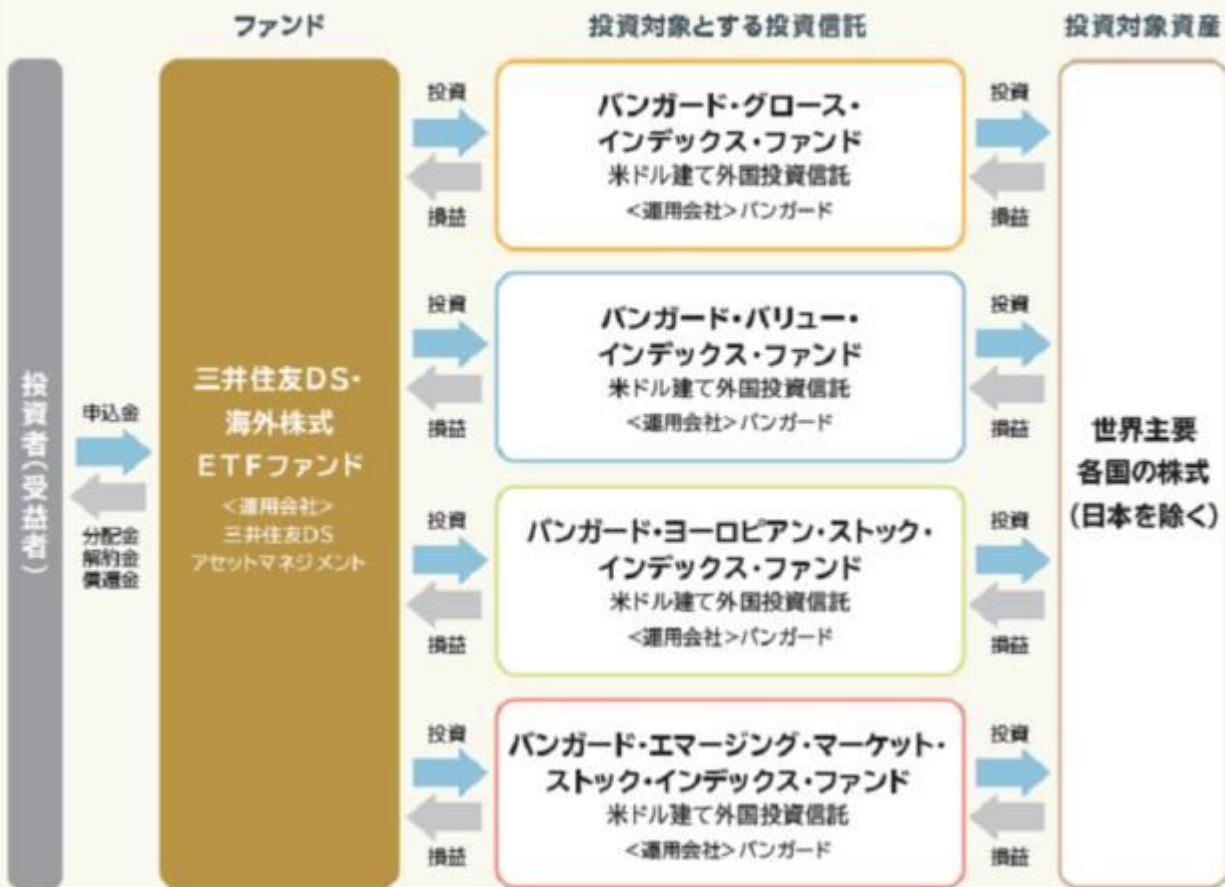 ファンド
投資対象とする投資信託
投資対象資産
投資者(受益者)
申込金
分配金
解約金
償還金
三井住友DS・
海外株式
ETFファンド
<運用会社>
三井住友DS
アセットマネジメント
投資
損益
バンガード・グロース・
インデックス・ファンド
米ドル建て外国投資信託
<運用会社>バンガード
投資
損益
投資
損益
バンガード・バリュー・
インデックス・ファンド
米ドル建て外国投資信託
<運用会社>バンガード
投資
損益
投資
損益
バンガード・ヨーロピアン・ストック・
インデックス・ファンド
米ドル建て外国投資信託
<運用会社>バンガード
投資
損益
投資
損益
バンガード・エマージング・マーケット・
ストック・インデックス・ファンド
米ドル建て外国投資信託
<運用会社>バンガード
投資
損益
世界主要
各国の株式
(日本を除く)